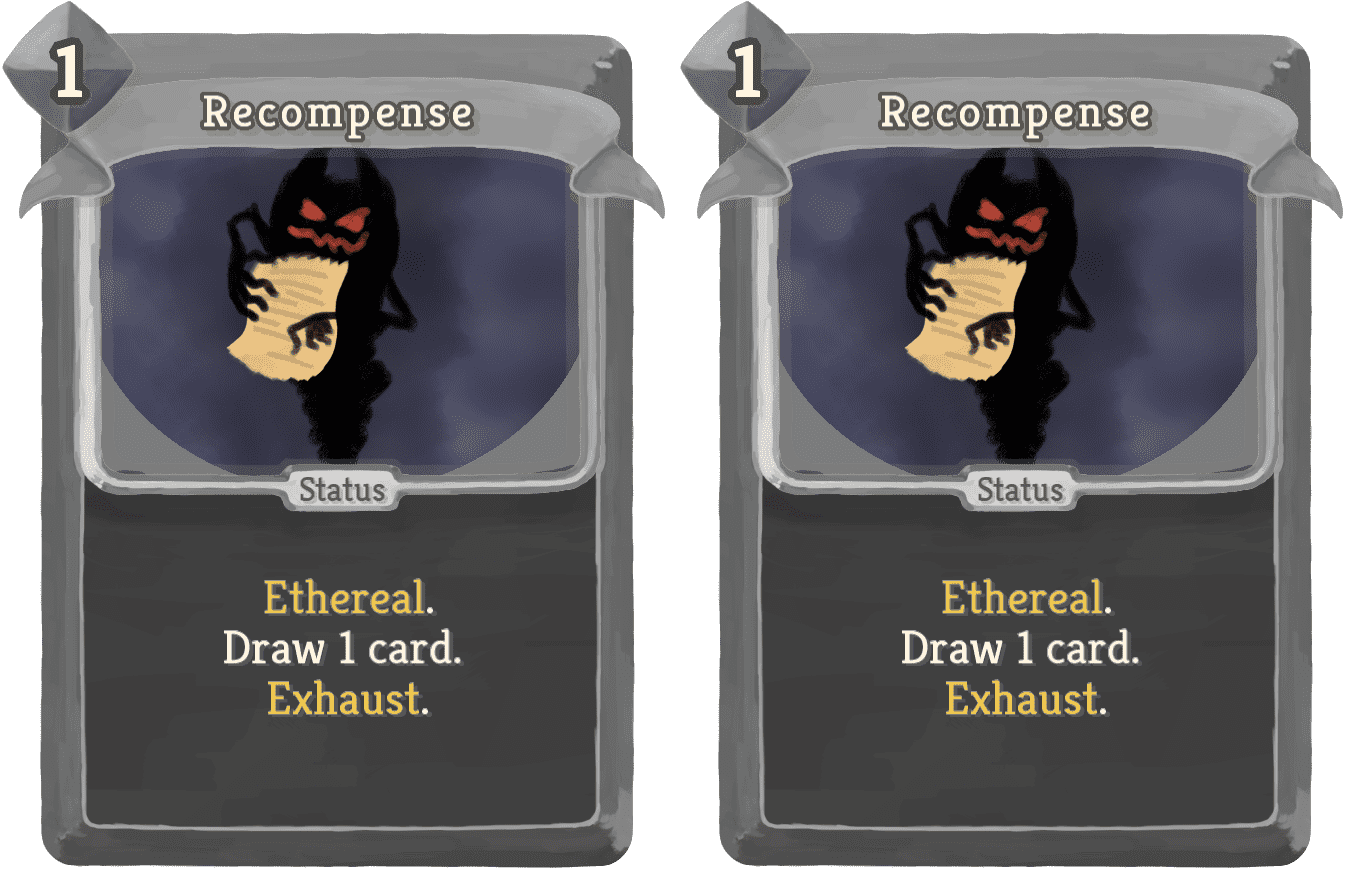 1
Recompense
Status
Ethereal.
Draw 1 card.
Exhaust.
1
Recompense
Status
Ethereal.
Draw 1 card.
Exhaust.